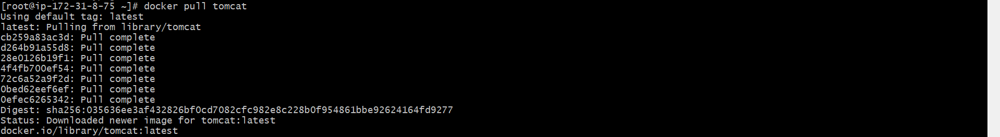 [root@ip-172-31-8-75 ~]# docker pull tomcat
Using default tag: latest
latest: Pulling from library/tomcat
cb259a83ac3d: Pull complete
d264b91a55d8: Pull complete
28e0126b19f1: Pull complete
4f4fb700ef54: Pull complete
72c6a52a9f2d: Pull complete
0bed62eef6ef: Pull complete
0efec6265342: Pull complete
Digest: sha256:035636ee3af432826bf0cd7082cfc982e8c228b0f954861bbe92624164fd9277
Status: Downloaded newer image for tomcat:latest
docker.io/library/tomcat:latest